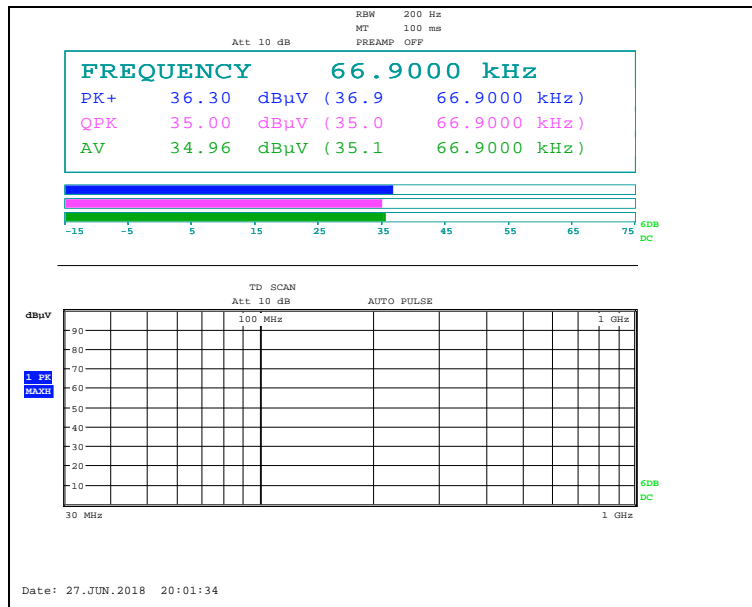 RBW 200 Hz
MT 100 ms
Att 10 dB PREAMP OFF
FREQUENCY 66.9000 kHz
PK+ 36.30 dBµV (36.9 66.9000 kHz)
QPK 35.00 dBµV (35.0 66.9000 kHz)
AV 34.96 dBµV (35.1 66.9000 kHz)
-15 -5 5 15 25 35 45 55 65 75
6DB
DC
TD SCAN
Att 10 dB AUTO PULSE
dBµV
100 MHz 1 GHz
90
80
70
1 PK
60
MAXH
50
40
30
20
10
6DB
DC
30 MHz 1 GHz
Date: 27.JUN.2018 20:01:34